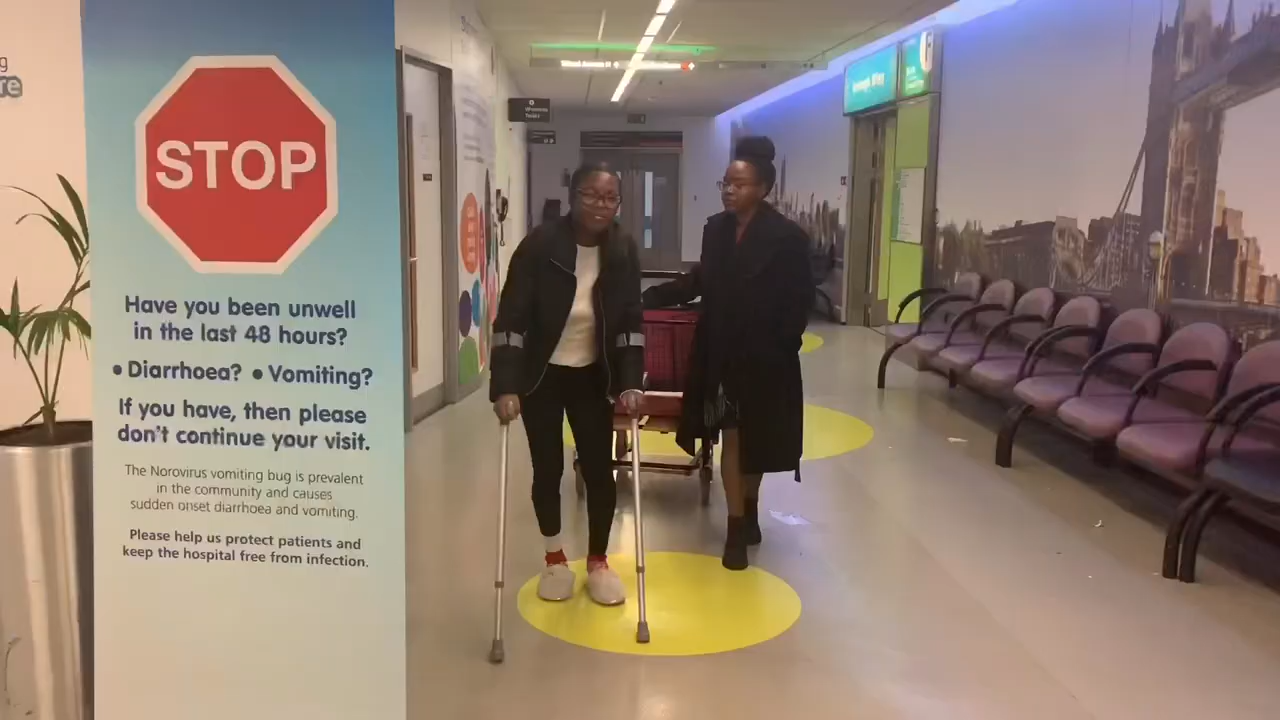 STOP
Have you been unwell
in the last 48 hours?
• Diarrhoea? • Vomiting?
If you have, then please
don't continue your visit.
The Norovirus vomiting bug is prevalent
in the community and causes
sudden onset diarrhoea and vomiting.
Please help us protect patients and
keep the hospital free from infection.